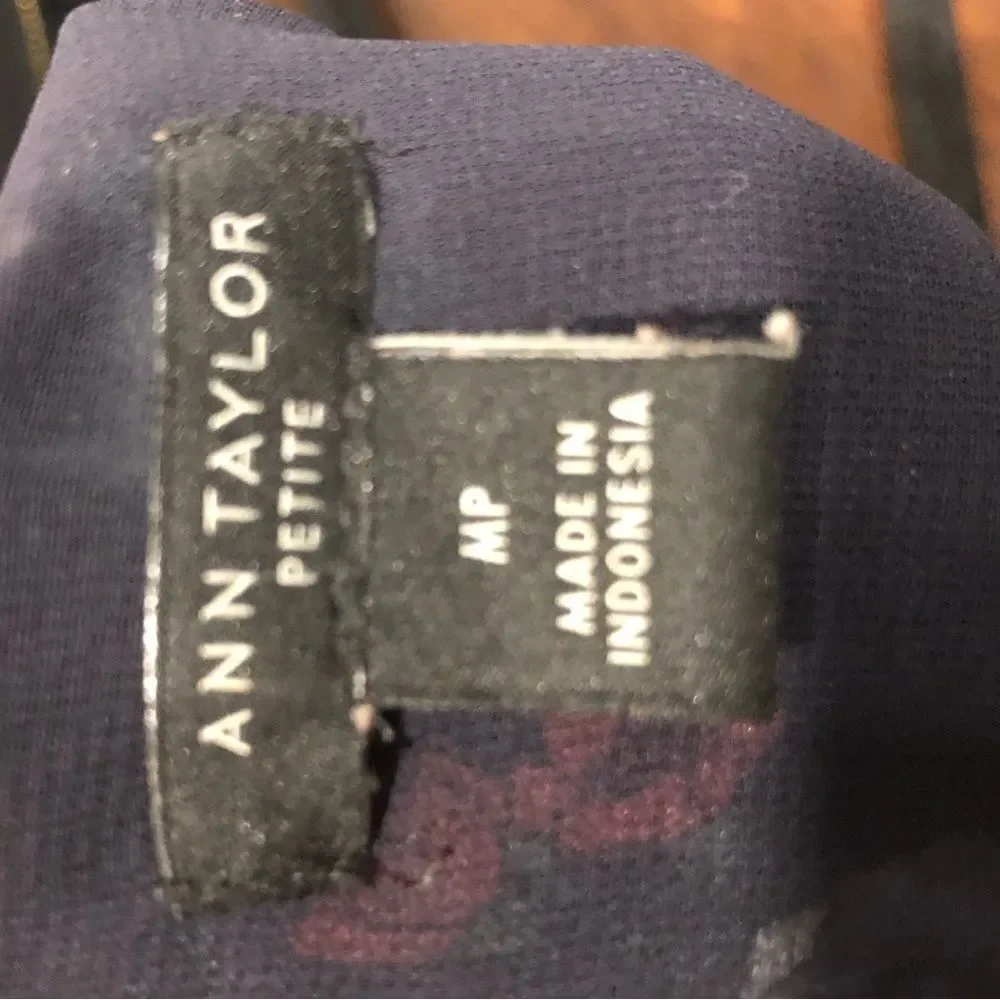 ANN TAYLOR
PETITE
MP
MADE IN
INDONESIA